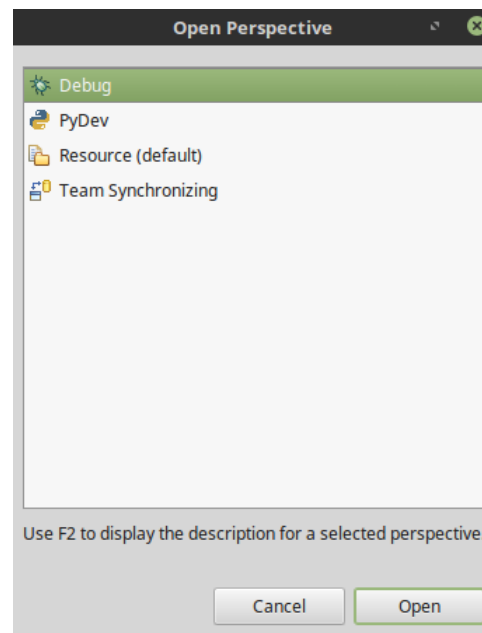 Open Perspective
Debug
PyDev
Resource (default)
Team Synchronizing
Use F2 to display the description for a selected perspective
Cancel
Open